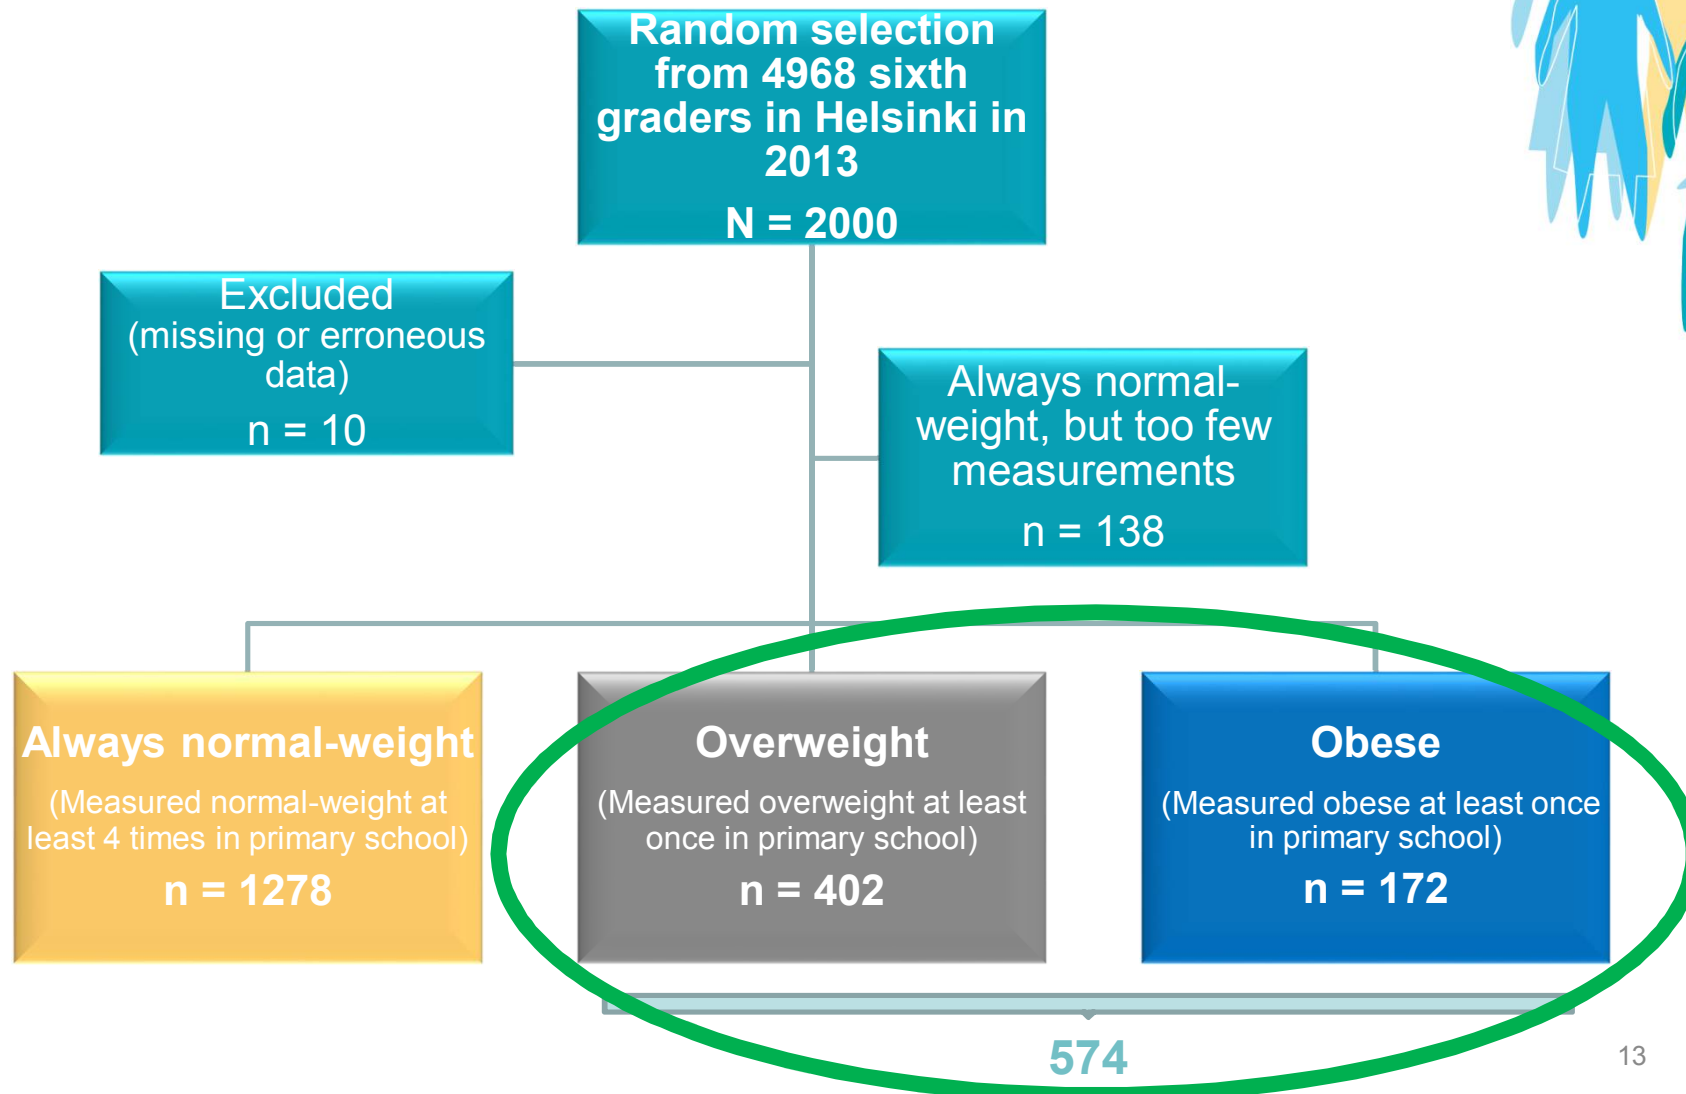 Random selection
from 4968 sixth
graders in Helsinki in
2013
N = 2000
Excluded
(missing or erroneous
data)
n = 10
Always normal-
weight, but too few
measurements
n = 138
Always normal-weight
(Measured normal-weight at
least 4 times in primary school)
n = 1278
Overweight
(Measured overweight at least
once in primary school)
n = 402
Obese
(Measured obese at least once
in primary school)
n = 172
574
13